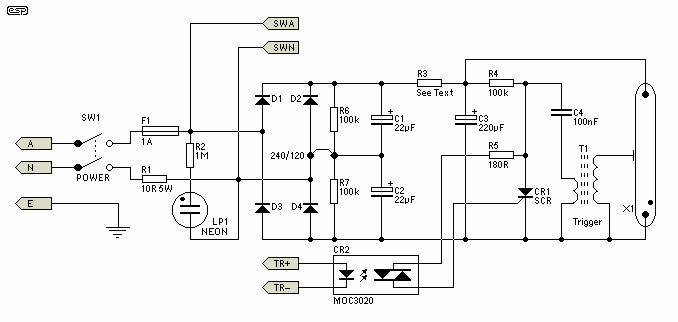 esp
SWA
SWN
D1
D2
R3
See Text
R4
100k
SW1
F1
1A
R6
100k
C1
22µF
C3
220µF
C4
100nF
A
R2
1M
240/120
R5
180R
T1
N
POWER
R1
10R 5W
R7
100k
C2
22µF
CR1
SCR
E
LP1
NEON
D3
D4
Trigger
X1
CR2
TR+
TR-
MOC3020